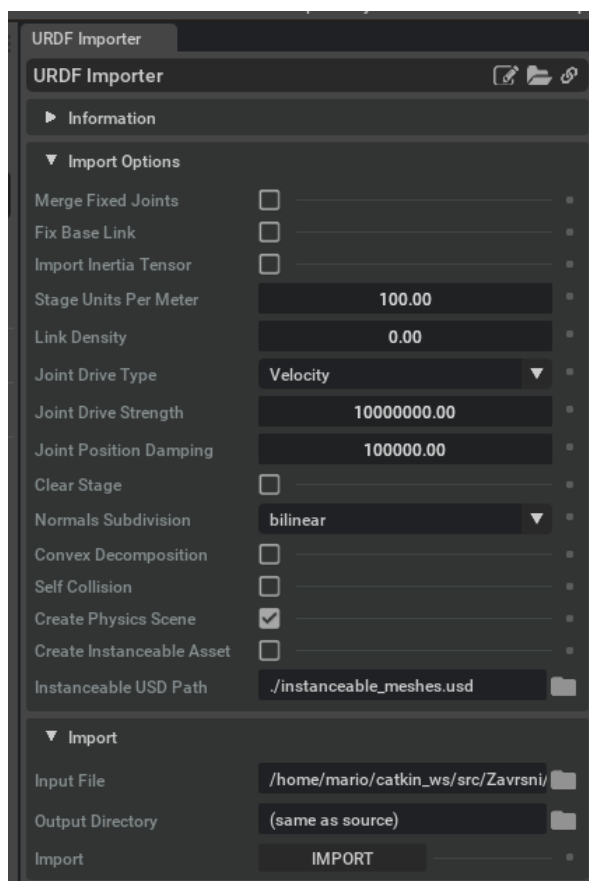 URDF Importer
URDF Importer
Information
Import Options
Merge Fixed Joints
Fix Base Link
Import Inertia Tensor
Stage Units Per Meter 100.00
Link Density 0.00
Joint Drive Type Velocity
Joint Drive Strength 10000000.00
Joint Position Damping 100000.00
Clear Stage
Normals Subdivision bilinear
Convex Decomposition
Self Collision
Create Physics Scene
Create Instanceable Asset
Instanceable USD Path ./instanceable_meshes.usd
Import
Input File /home/mario/catkin_ws/src/Zavrsni/
Output Directory (same as source)
Import IMPORT